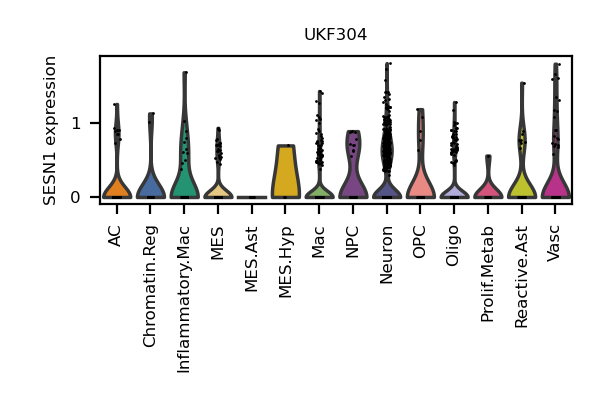 UKF304
SESN1 expression
1
0
AC
Chromatin.Reg
Inflammatory.Mac
MES
MES.Ast
MES.Hyp
Mac
NPC
Neuron
OPC
Oligo
Prolif.Metab
Reactive.Ast
Vasc